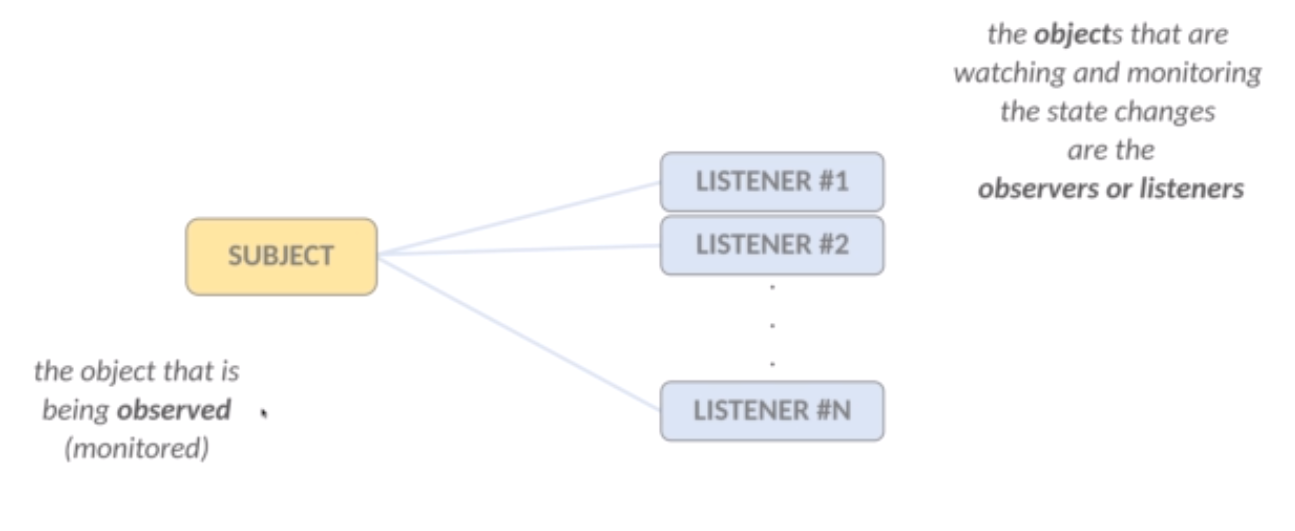 the objects that are
watching and monitoring
the state changes
are the
observers or listeners
LISTENER #1
SUBJECT
LISTENER #2
.
.
.
LISTENER #N
the object that is
being observed
(monitored)